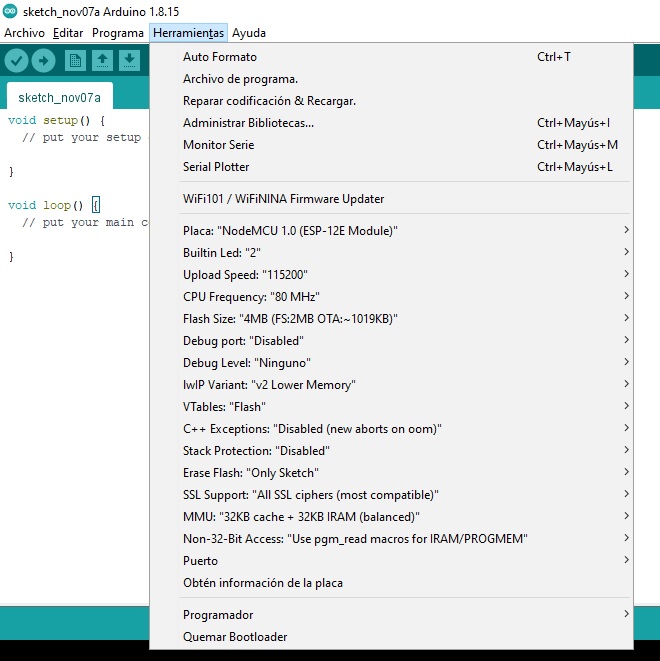 sketch_nov07a Arduino 1.8.15
Archivo Editar Programa Herramientas Ayuda
sketch_nov07a
void setup() {
// put your setup
}
void loop() {
// put your main
}
Auto Formato Ctrl+T
Archivo de programa.
Reparar codificación & Recargar.
Administrar Bibliotecas... Ctrl+Mayús+I
Monitor Serie Ctrl+Mayús+M
Serial Plotter Ctrl+Mayús+L
WiFi101 / WiFiNINA Firmware Updater
Placa: "NodeMCU 1.0 (ESP-12E Module)"
Builtin Led: "2"
Upload Speed: "115200"
CPU Frequency: "80 MHz"
Flash Size: "4MB (FS:2MB OTA:~1019KB)"
Debug port: "Disabled"
Debug Level: "Ninguno"
lwIP Variant: "v2 Lower Memory"
VTables: "Flash"
C++ Exceptions: "Disabled (new aborts on oom)"
Stack Protection: "Disabled"
Erase Flash: "Only Sketch"
SSL Support: "All SSL ciphers (most compatible)"
MMU: "32KB cache + 32KB IRAM (balanced)"
Non-32-Bit Access: "Use pgm_read macros for IRAM/PROGMEM"
Puerto
Obtén información de la placa
Programador
Quemar Bootloader